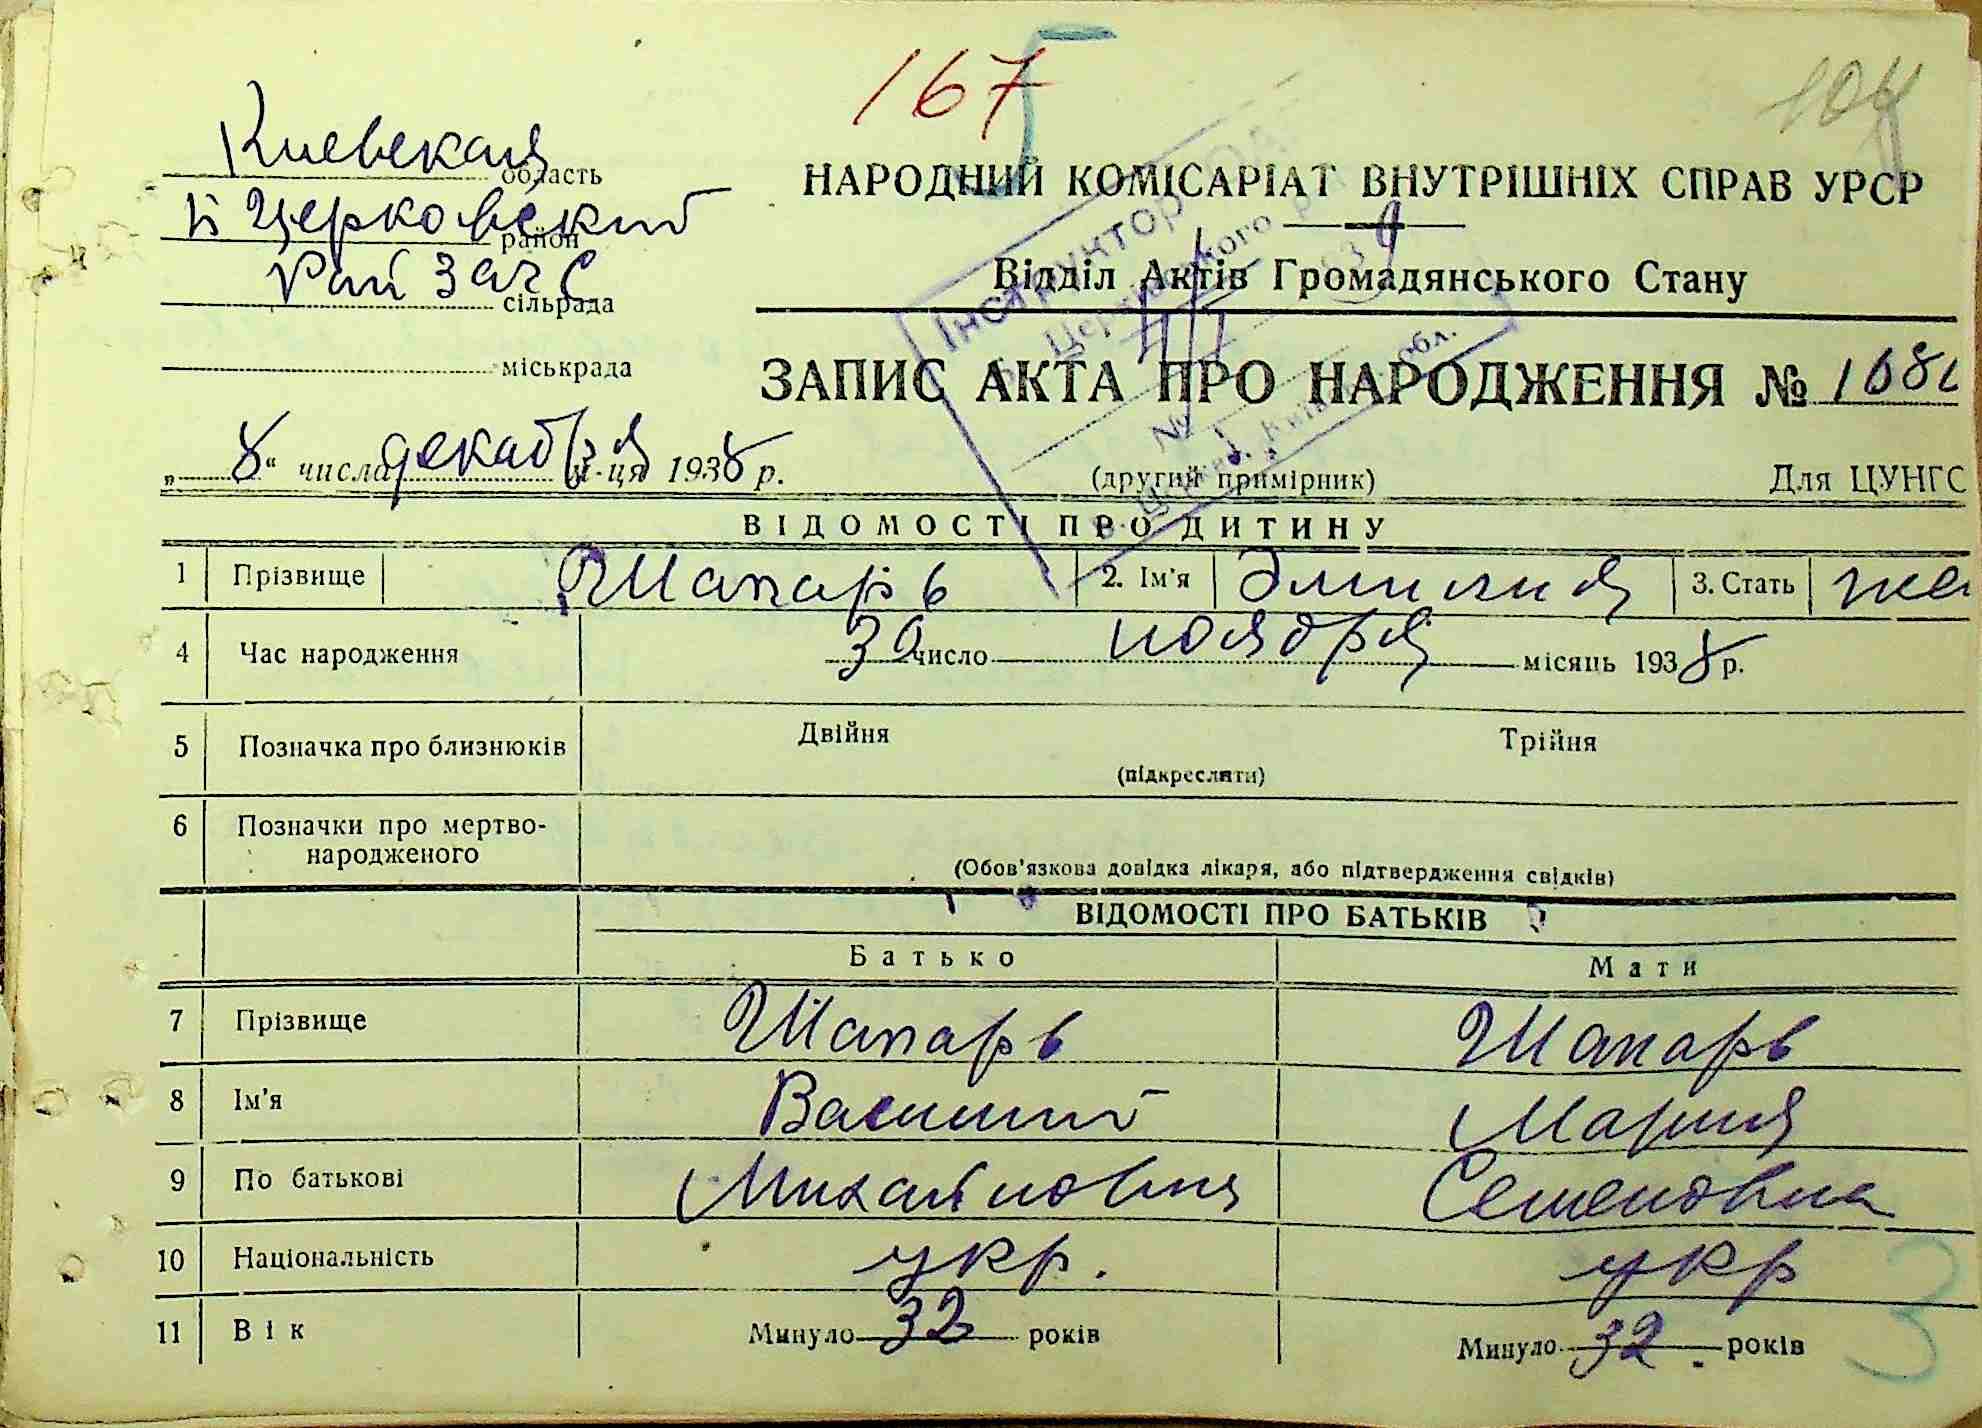 167
104
Киевская область
Б Церковский район
Рай ЗАГС сільрада
міськрада
НАРОДНИЙ КОМІСАРІАТ ВНУТРІШНІХ СПРАВ УРСР
Відділ Актів Громадянського Стану
ЗАПИС АКТА ПРО НАРОДЖЕННЯ № 168
„8“ числа декабря м-ця 1938 р.
(другий примірник)
Для ЦУНГС
ВІДОМОСТІ ПРО ДИТИНУ
1 Прізвище Шапарь 2. Ім'я Эмилия 3. Стать же
4 Час народження 30 число ноября місяць 1938 р.
5 Позначка про близнюків Двійня Трійня
(підкреслити)
6 Позначки про мертво-
народженого
(Обов'язкова довідка лікаря, або підтвердження свідків)
ВІДОМОСТІ ПРО БАТЬКІВ
Батько Мати
7 Прізвище Шапарь Шапарь
8 Ім'я Василий Мария
9 По батькові Михайлович Семеновна
10 Національність укр. укр
11 Вік Минуло 32 років Минуло 32 років
3